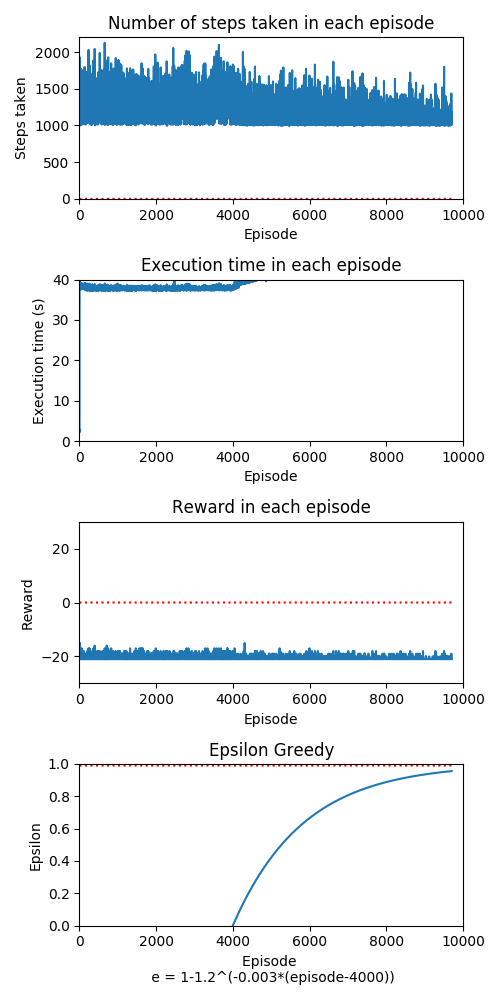 Number of steps taken in each episode
2000
1500
1000
500
0
Steps taken
0 2000 4000 6000 8000 10000
Episode
Execution time in each episode
40
30
20
10
0
Execution time (s)
0 2000 4000 6000 8000 10000
Episode
Reward in each episode
20
0
−20
Reward
0 2000 4000 6000 8000 10000
Episode
Epsilon Greedy
1.0
0.8
0.6
0.4
0.2
0.0
Epsilon
0 2000 4000 6000 8000 10000
Episode
e = 1-1.2^(-0.003*(episode-4000))